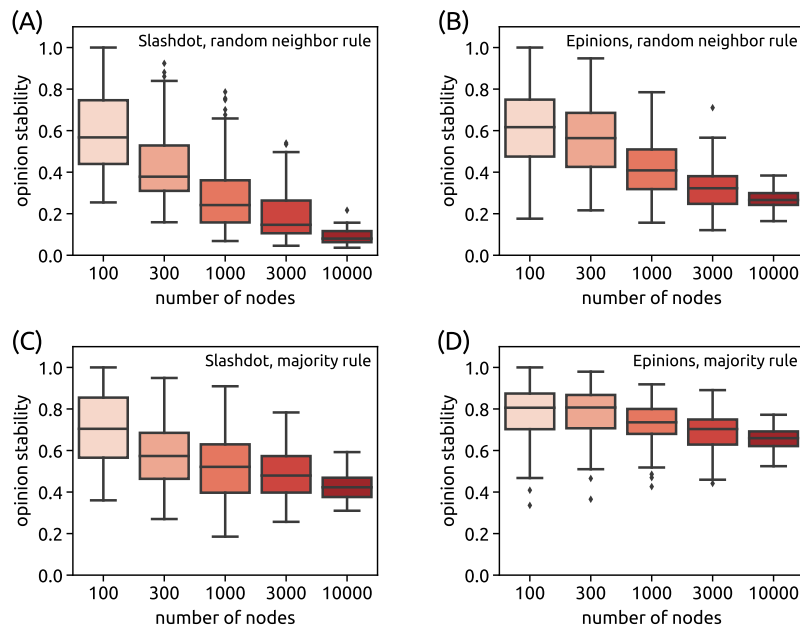 (A)
Slashdot, random neighbor rule
opinion stability
1.0
0.8
0.6
0.4
0.2
0.0
100 300 1000 3000 10000
number of nodes
(B)
Epinions, random neighbor rule
opinion stability
1.0
0.8
0.6
0.4
0.2
0.0
100 300 1000 3000 10000
number of nodes
(C)
Slashdot, majority rule
opinion stability
1.0
0.8
0.6
0.4
0.2
0.0
100 300 1000 3000 10000
number of nodes
(D)
Epinions, majority rule
opinion stability
1.0
0.8
0.6
0.4
0.2
0.0
100 300 1000 3000 10000
number of nodes